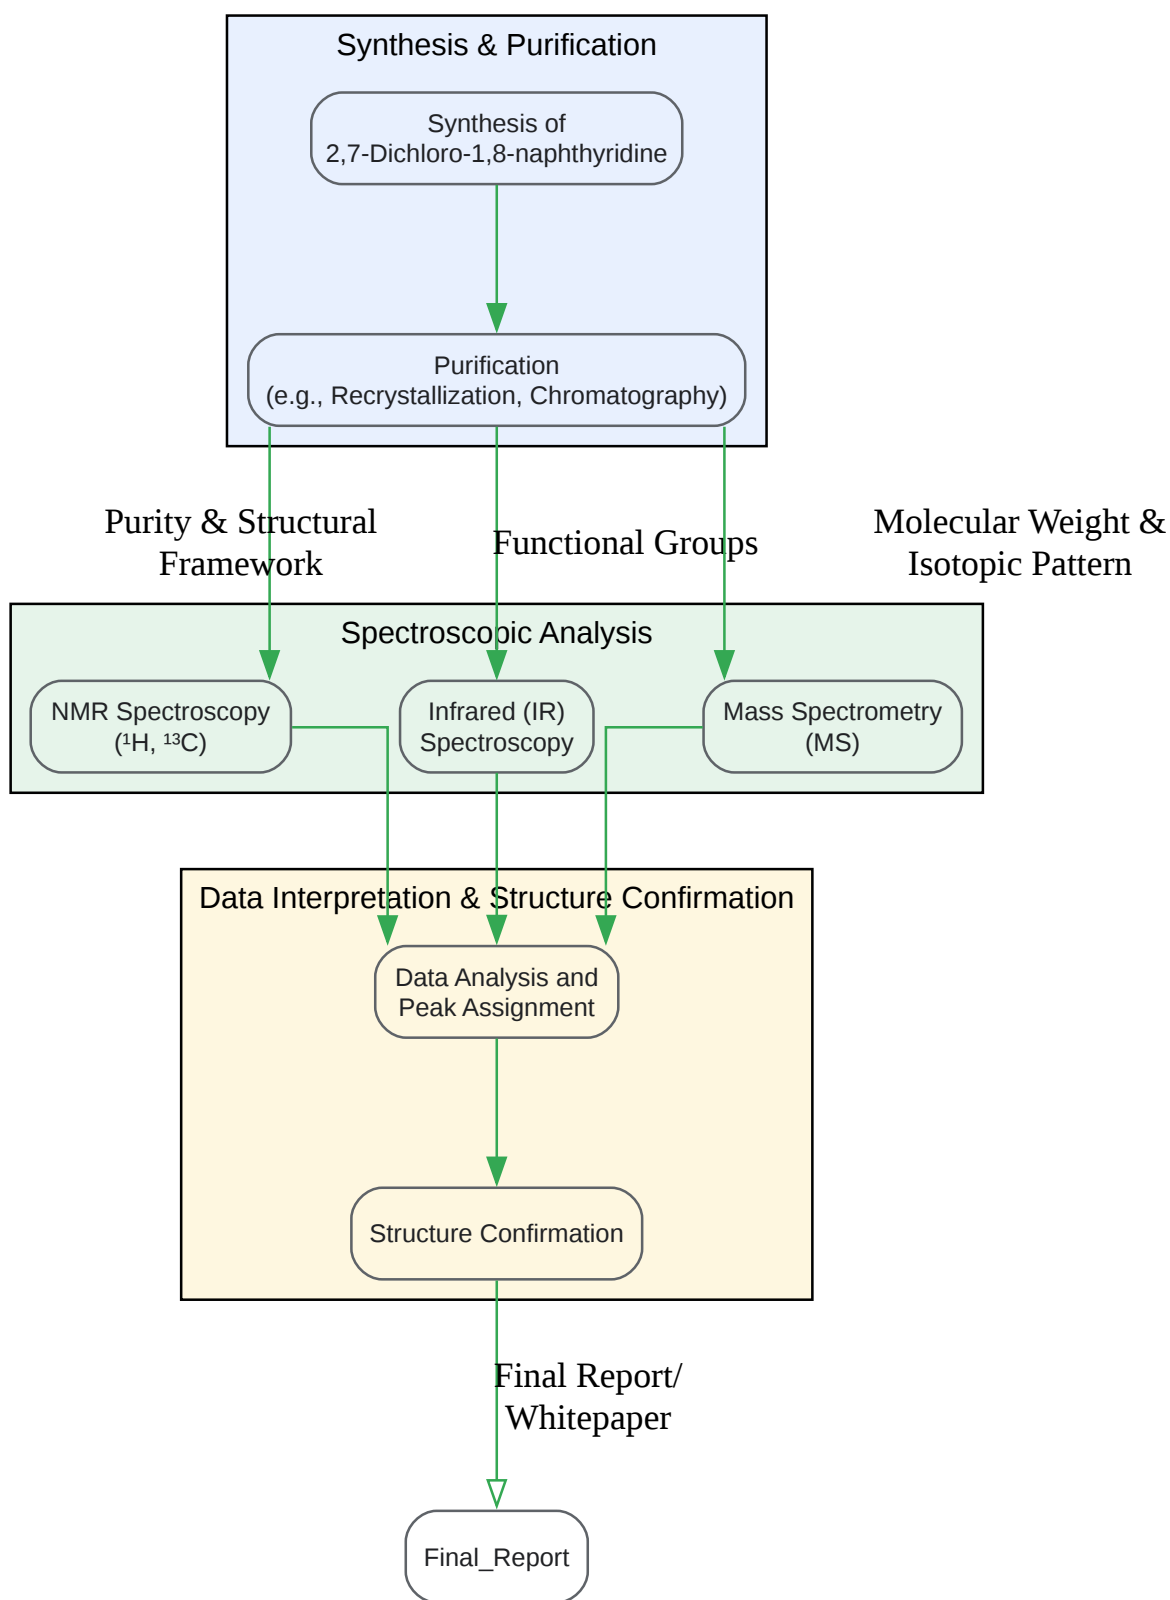 Synthesis & Purification
Synthesis of
2,7-Dichloro-1,8-naphthyridine
Purification
(e.g., Recrystallization, Chromatography)
Purity & Structural
Framework
Functional Groups
Molecular Weight &
Isotopic Pattern
Spectroscopic Analysis
NMR Spectroscopy
(¹H, ¹³C)
Infrared (IR)
Spectroscopy
Mass Spectrometry
(MS)
Data Interpretation & Structure Confirmation
Data Analysis and
Peak Assignment
Structure Confirmation
Final Report/
Whitepaper
Final_Report